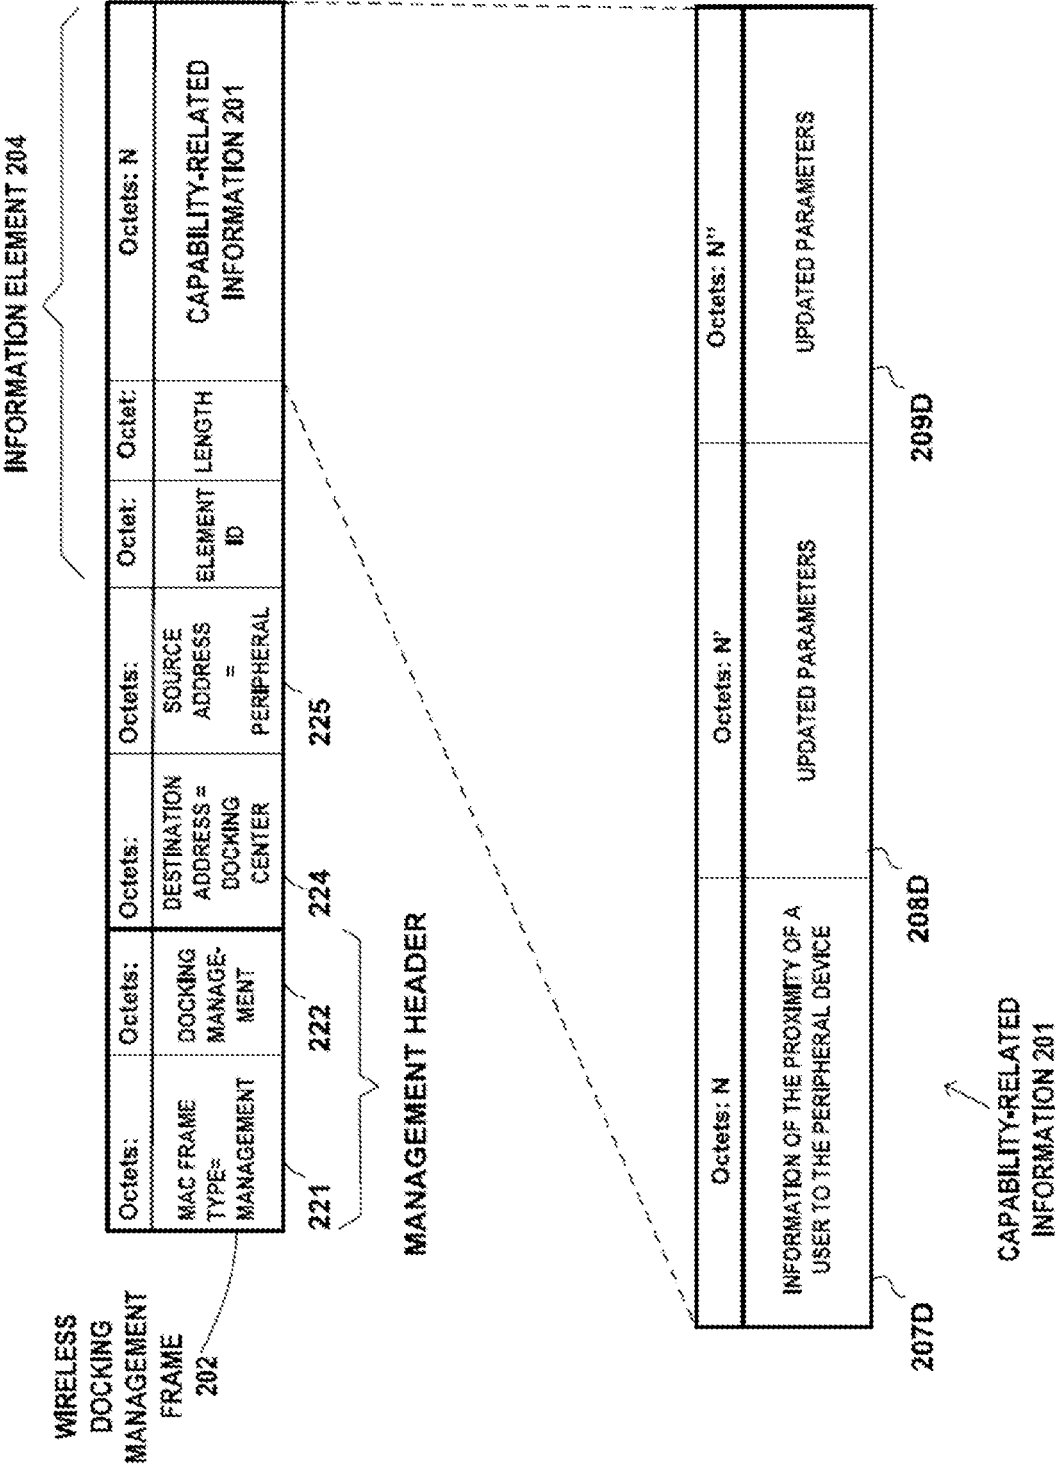 INFORMATION ELEMENT 204
WIRELESS
DOCKING
MANAGEMENT
FRAME
202
Octets:
Octets:
Octets:
Octets:
Octet:
Octet:
Octets: N
MAC FRAME
TYPE=
MANAGEMENT
DOCKING
MANAGE-
MENT
DESTINATION
ADDRESS =
DOCKING
CENTER
SOURCE
ADDRESS
=
PERIPHERAL
ELEMENT
ID
LENGTH
CAPABILITY-RELATED
INFORMATION 201
221
222
224
225
MANAGEMENT HEADER
Octets: N
Octets: N'
Octets: N''
INFORMATION OF THE PROXIMITY OF A
USER TO THE PERIPHERAL DEVICE
UPDATED PARAMETERS
UPDATED PARAMETERS
207D
208D
209D
CAPABILITY-RELATED
INFORMATION 201